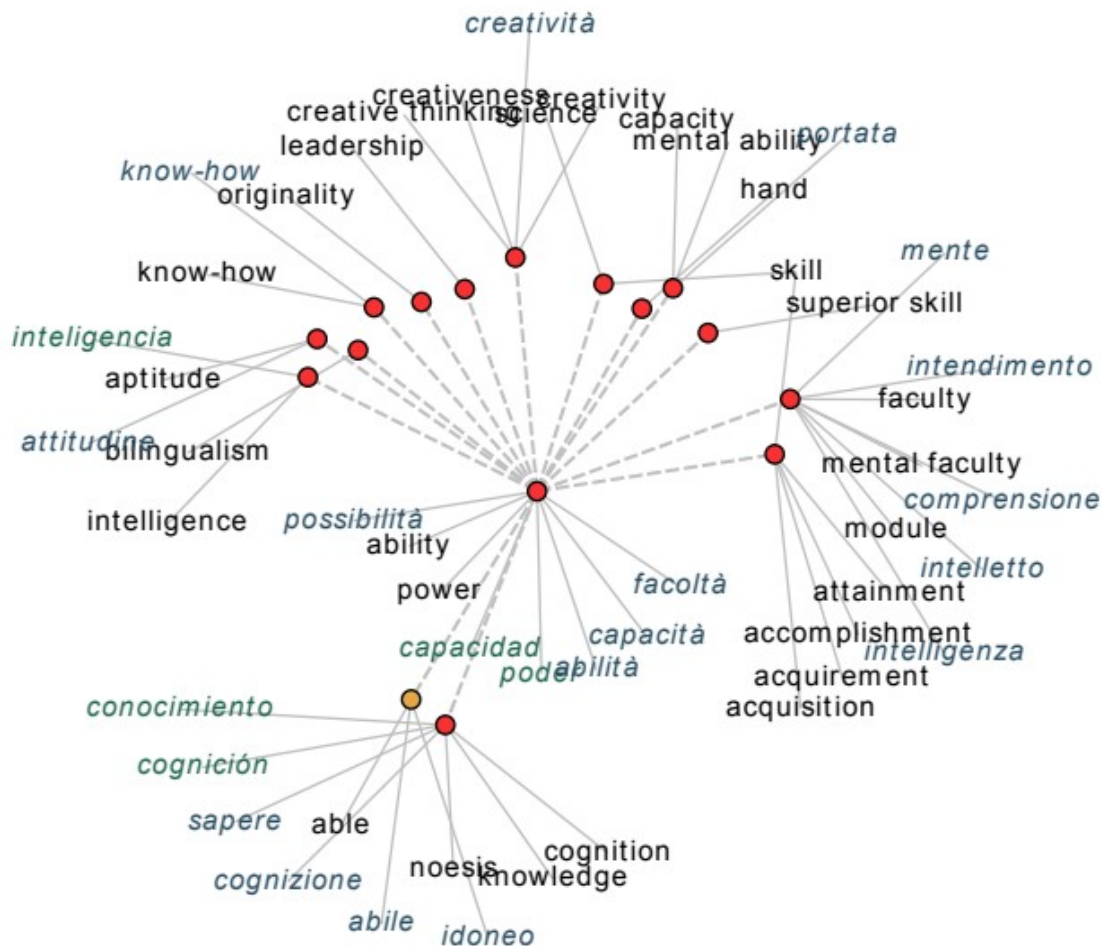 creatività
creativeness
creativity
creative thinking
science
capacity
portata
mental ability
leadership
know-how
originality
hand
mente
know-how
skill
superior skill
inteligencia
intendimento
aptitude
faculty
attitudine
bilingualism
mental faculty
comprensione
intelligence
possibilità
module
ability
intelletto
power
facoltà
attainment
capacidad
capacità
accomplishment
intelligenza
poder
abilità
acquirement
conocimiento
acquisition
cognición
sapere
able
cognition
noesis
knowledge
cognizione
abile
idoneo